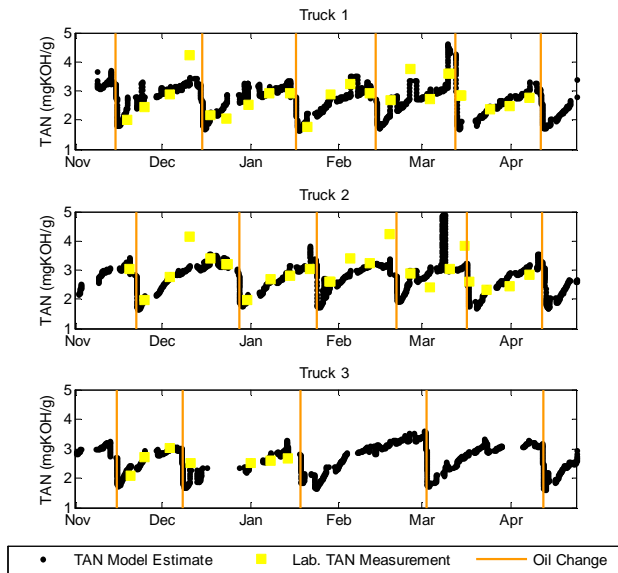 Truck 1
TAN (mgKOH/g)
5
4
3
2
1
Nov Dec Jan Feb Mar Apr
Truck 2
TAN (mgKOH/g)
5
4
3
2
1
Nov Dec Jan Feb Mar Apr
Truck 3
TAN (mgKOH/g)
5
4
3
2
1
Nov Dec Jan Feb Mar Apr
TAN Model Estimate Lab. TAN Measurement Oil Change